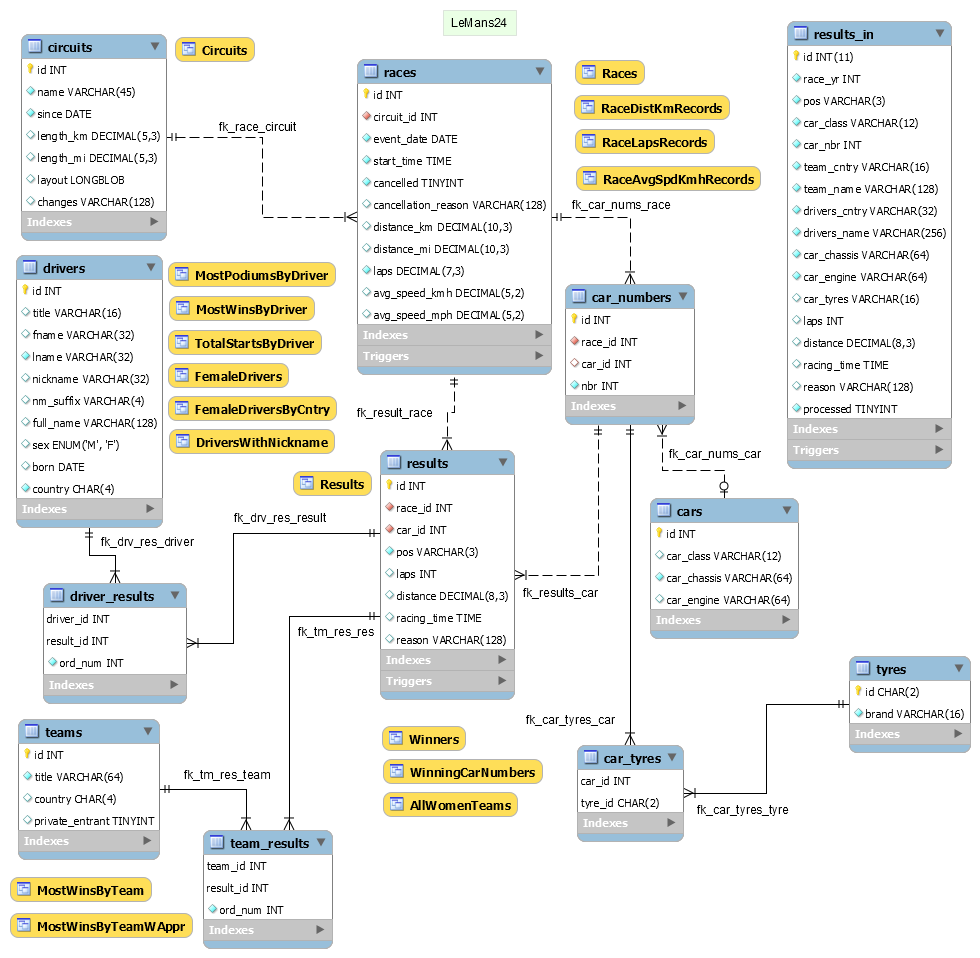 LeMans24
circuits
id INT
name VARCHAR(45)
since DATE
length_km DECIMAL(5,3)
length_mi DECIMAL(5,3)
layout LONGBLOB
changes VARCHAR(128)
Indexes
Circuits
fk_race_circuit
races
id INT
circuit_id INT
event_date DATE
start_time TIME
cancelled TINYINT
cancellation_reason VARCHAR(128)
distance_km DECIMAL(10,3)
distance_mi DECIMAL(10,3)
laps DECIMAL(7,3)
avg_speed_kmh DECIMAL(5,2)
avg_speed_mph DECIMAL(5,2)
Indexes
Triggers
Races
RaceDistKmRecords
RaceLapsRecords
RaceAvgSpdKmhRecords
fk_car_nums_race
results_in
id INT(11)
race_yr INT
pos VARCHAR(3)
car_class VARCHAR(12)
car_nbr INT
team_cntry VARCHAR(16)
team_name VARCHAR(128)
drivers_cntry VARCHAR(32)
drivers_name VARCHAR(256)
car_chassis VARCHAR(64)
car_engine VARCHAR(64)
car_tyres VARCHAR(16)
laps INT
distance DECIMAL(8,3)
racing_time TIME
reason VARCHAR(128)
processed TINYINT
Indexes
Triggers
drivers
id INT
title VARCHAR(16)
fname VARCHAR(32)
lname VARCHAR(32)
nickname VARCHAR(32)
nm_suffix VARCHAR(4)
full_name VARCHAR(128)
sex ENUM('M', 'F')
born DATE
country CHAR(4)
Indexes
MostPodiumsByDriver
MostWinsByDriver
TotalStartsByDriver
FemaleDrivers
FemaleDriversByCntry
DriversWithNickname
car_numbers
id INT
race_id INT
car_id INT
nbr INT
Indexes
fk_result_race
fk_car_nums_car
results
id INT
race_id INT
car_id INT
pos VARCHAR(3)
laps INT
distance DECIMAL(8,3)
racing_time TIME
reason VARCHAR(128)
Indexes
Triggers
Results
fk_drv_res_result
fk_drv_res_driver
fk_results_car
fk_tm_res_res
cars
id INT
car_class VARCHAR(12)
car_chassis VARCHAR(64)
car_engine VARCHAR(64)
Indexes
driver_results
driver_id INT
result_id INT
ord_num INT
Indexes
tyres
id CHAR(2)
brand VARCHAR(16)
Indexes
teams
id INT
title VARCHAR(64)
country CHAR(4)
private_entrant TINYINT
Indexes
fk_tm_res_team
Winners
WinningCarNumbers
AllWomenTeams
fk_car_tyres_car
car_tyres
car_id INT
tyre_id CHAR(2)
Indexes
fk_car_tyres_tyre
team_results
team_id INT
result_id INT
ord_num INT
Indexes
MostWinsByTeam
MostWinsByTeamWAppr